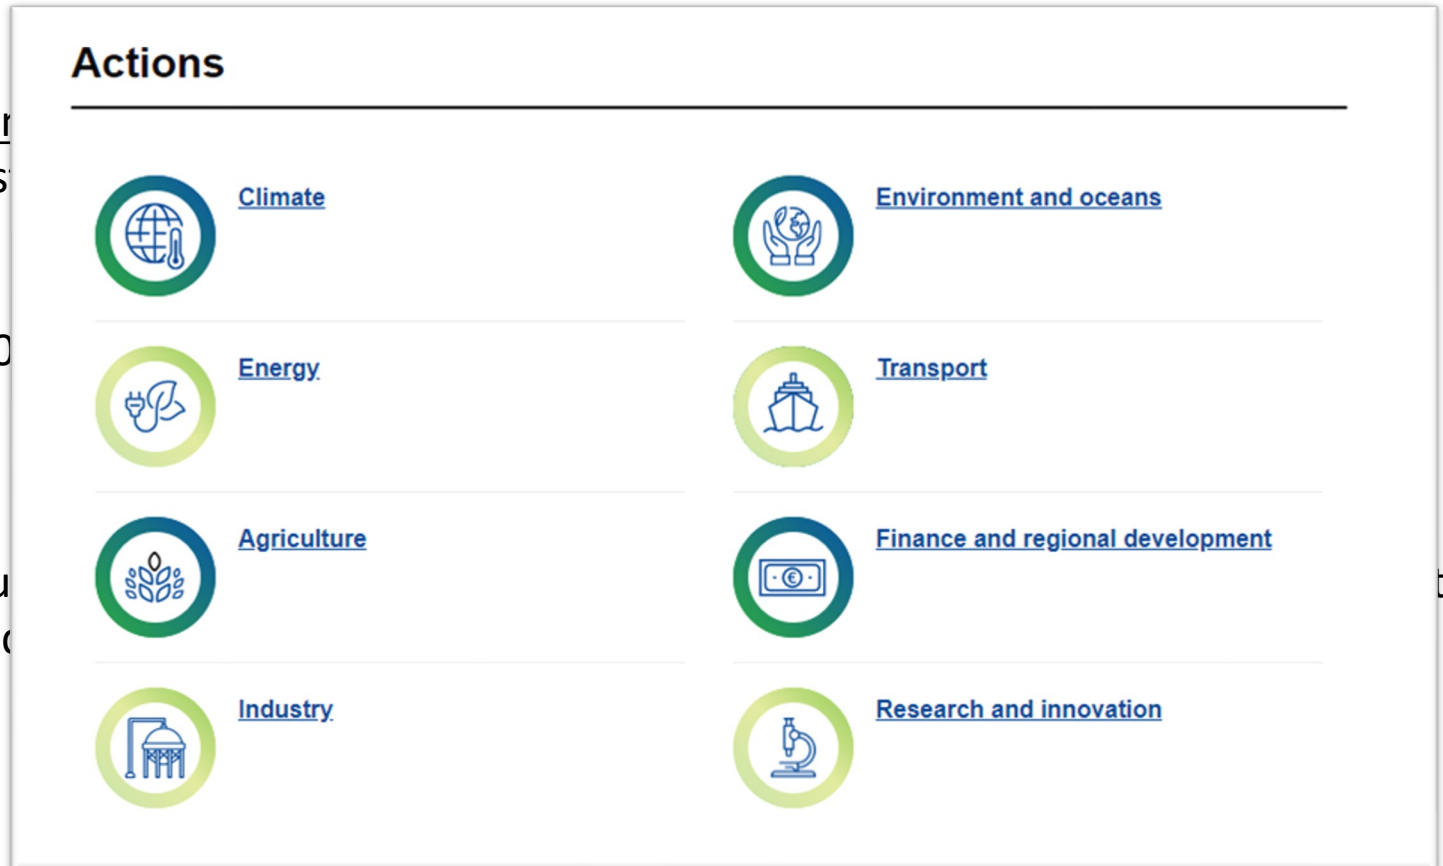 Actions
Climate
Environment and oceans
Energy
Transport
Agriculture
Finance and regional development
€
Industry
Research and innovation